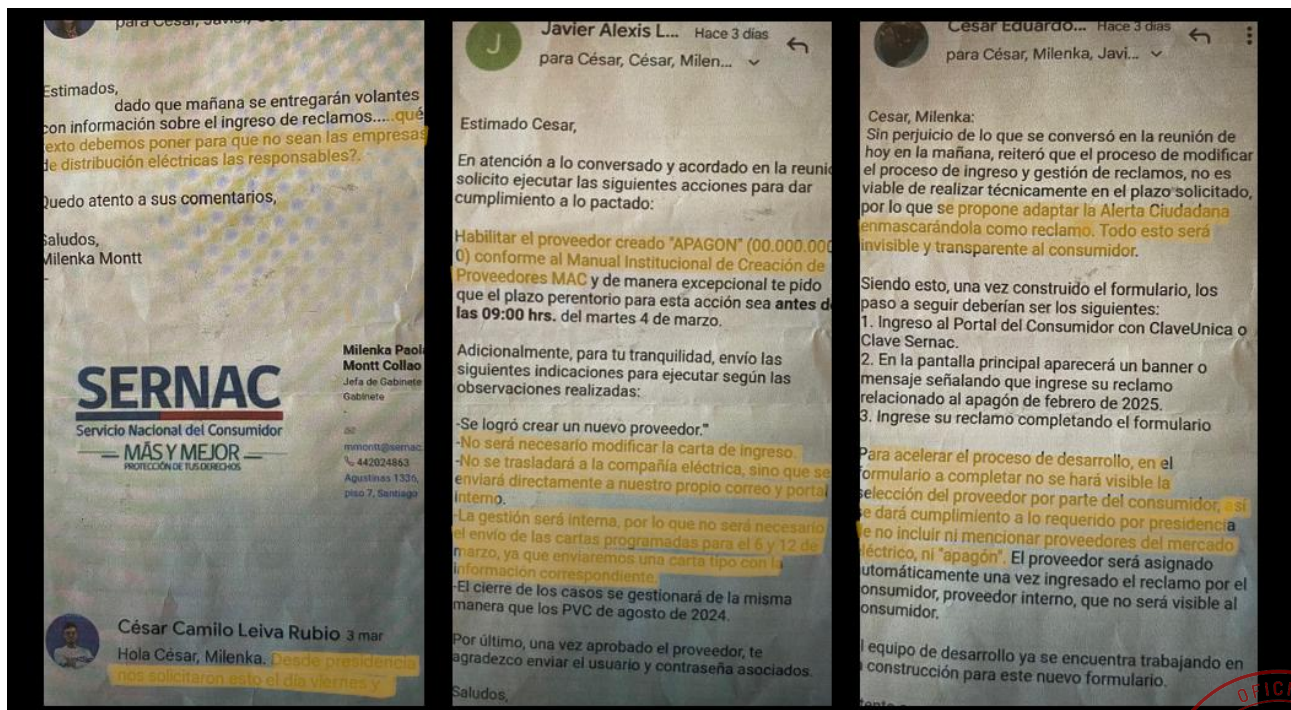 para César, Javier,
Estimados,
dado que mañana se entregarán volantes
con información sobre el ingreso de reclamos.....qué
texto debemos poner para que no sean las empresas
de distribución eléctricas las responsables?.
Quedo atento a sus comentarios,
Saludos,
Milenka Montt
--
Milenka Paol
Montt Collao
Jefa de Gabinete
Gabinete
SERNAC
Servicio Nacional del Consumidor
MÁS Y MEJOR
PROTECCIÓN DE TUS DERECHOS
mmontt@sernac.
442024863
Agustinas 1336,
piso 7, Santiago
César Camilo Leiva Rubio 3 mar
Hola César, Milenka. Desde presidencia
nos solicitaron esto el día viernes y
J
Javier Alexis L... Hace 3 días
para César, César, Milen...
Estimado Cesar,
En atención a lo conversado y acordado en la reunió
solicito ejecutar las siguientes acciones para dar
cumplimiento a lo pactado:
Habilitar el proveedor creado "APAGON" (00.000.000
0) conforme al Manual Institucional de Creación de
Proveedores MAC y de manera excepcional te pido
que el plazo perentorio para esta acción sea antes d
las 09:00 hrs. del martes 4 de marzo.
Adicionalmente, para tu tranquilidad, envío las
siguientes indicaciones para ejecutar según las
observaciones realizadas:
-Se logró crear un nuevo proveedor."
-No será necesario modificar la carta de ingreso.
-No se trasladará a la compañía eléctrica, sino que se
enviará directamente a nuestro propio correo y portal
interno.
-La gestión será interna, por lo que no será necesario
el envío de las cartas programadas para el 6 y 12 de
marzo, ya que enviaremos una carta tipo con la
información correspondiente.
-El cierre de los casos se gestionará de la misma
manera que los PVC de agosto de 2024.
Por último, una vez aprobado el proveedor, te
agradezco enviar el usuario y contraseña asociados.
Saludos,
César Eduardo... Hace 3 días
para César, Milenka, Javi...
Cesar, Milenka:
Sin perjuicio de lo que se conversó en la reunión de
hoy en la mañana, reiteró que el proceso de modificar
el proceso de ingreso y gestión de reclamos, no es
viable de realizar técnicamente en el plazo solicitado,
por lo que se propone adaptar la Alerta Ciudadana
enmascarándola como reclamo. Todo esto será
invisible y transparente al consumidor.
Siendo esto, una vez construido el formulario, los
paso a seguir deberían ser los siguientes:
1. Ingreso al Portal del Consumidor con ClaveUnica o
Clave Sernac.
2. En la pantalla principal aparecerá un banner o
mensaje señalando que ingrese su reclamo
relacionado al apagón de febrero de 2025.
3. Ingrese su reclamo completando el formulario
Para acelerar el proceso de desarrollo, en el
formulario a completar no se hará visible la
selección del proveedor por parte del consumidor, así
se dará cumplimiento a lo requerido por presidencia
de no incluir ni mencionar proveedores del mercado
eléctrico, ni "apagón". El proveedor será asignado
automáticamente una vez ingresado el reclamo por el
consumidor, proveedor interno, que no será visible al
consumidor.
El equipo de desarrollo ya se encuentra trabajando en
a construcción para este nuevo formulario.